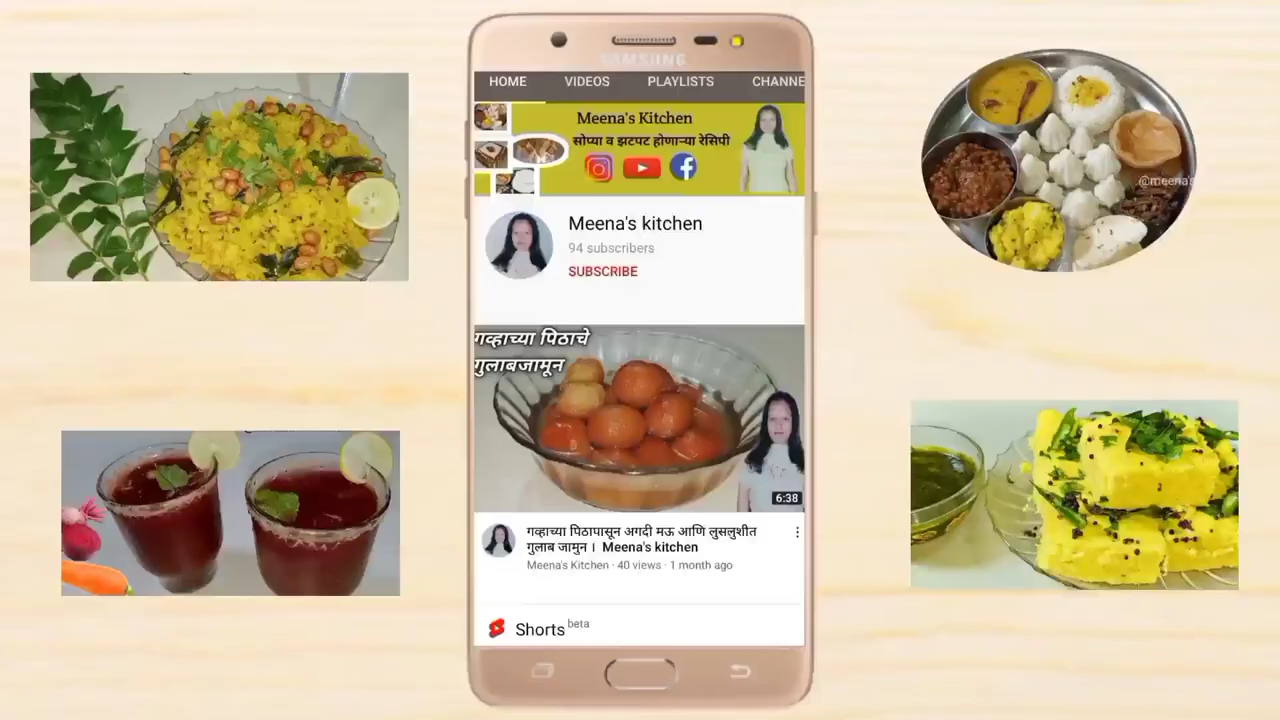 SAMSUNG
HOME VIDEOS PLAYLISTS CHANNE
Meena's Kitchen
सोप्या व झटपट होणाऱ्या रेसिपी
Meena's kitchen
94 subscribers
SUBSCRIBE
गव्हाच्या पिठाचे
गुलाबजामून
6:38
गव्हाच्या पिठापासून अगदी मऊ आणि लुसलुशीत
गुलाब जामुन । Meena's kitchen
Meena's Kitchen · 40 views · 1 month ago
Shorts beta
@meena's